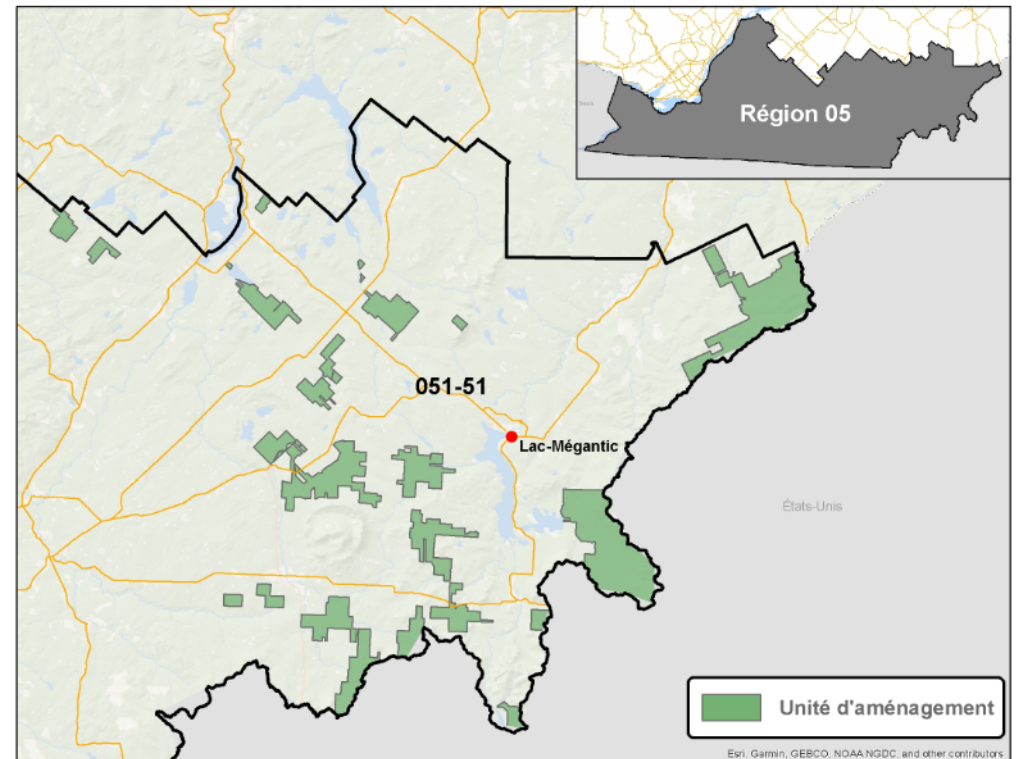 Région 05
051-51
Lac-Mégantic
États-Unis
Unité d'aménagement
Esri, Garmin, GEBCO, NOAA NGDC, and other contributors